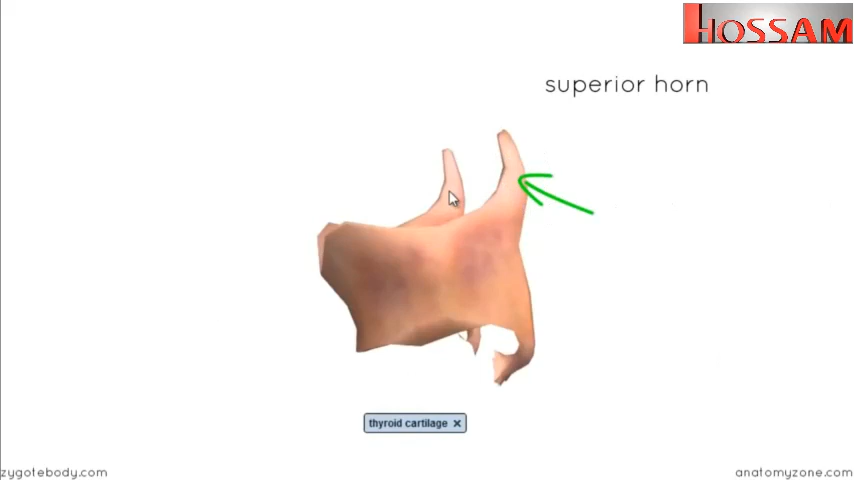 HOSSAM
superior horn
thyroid cartilage ×
zygotebody.com
anatomyzone.com